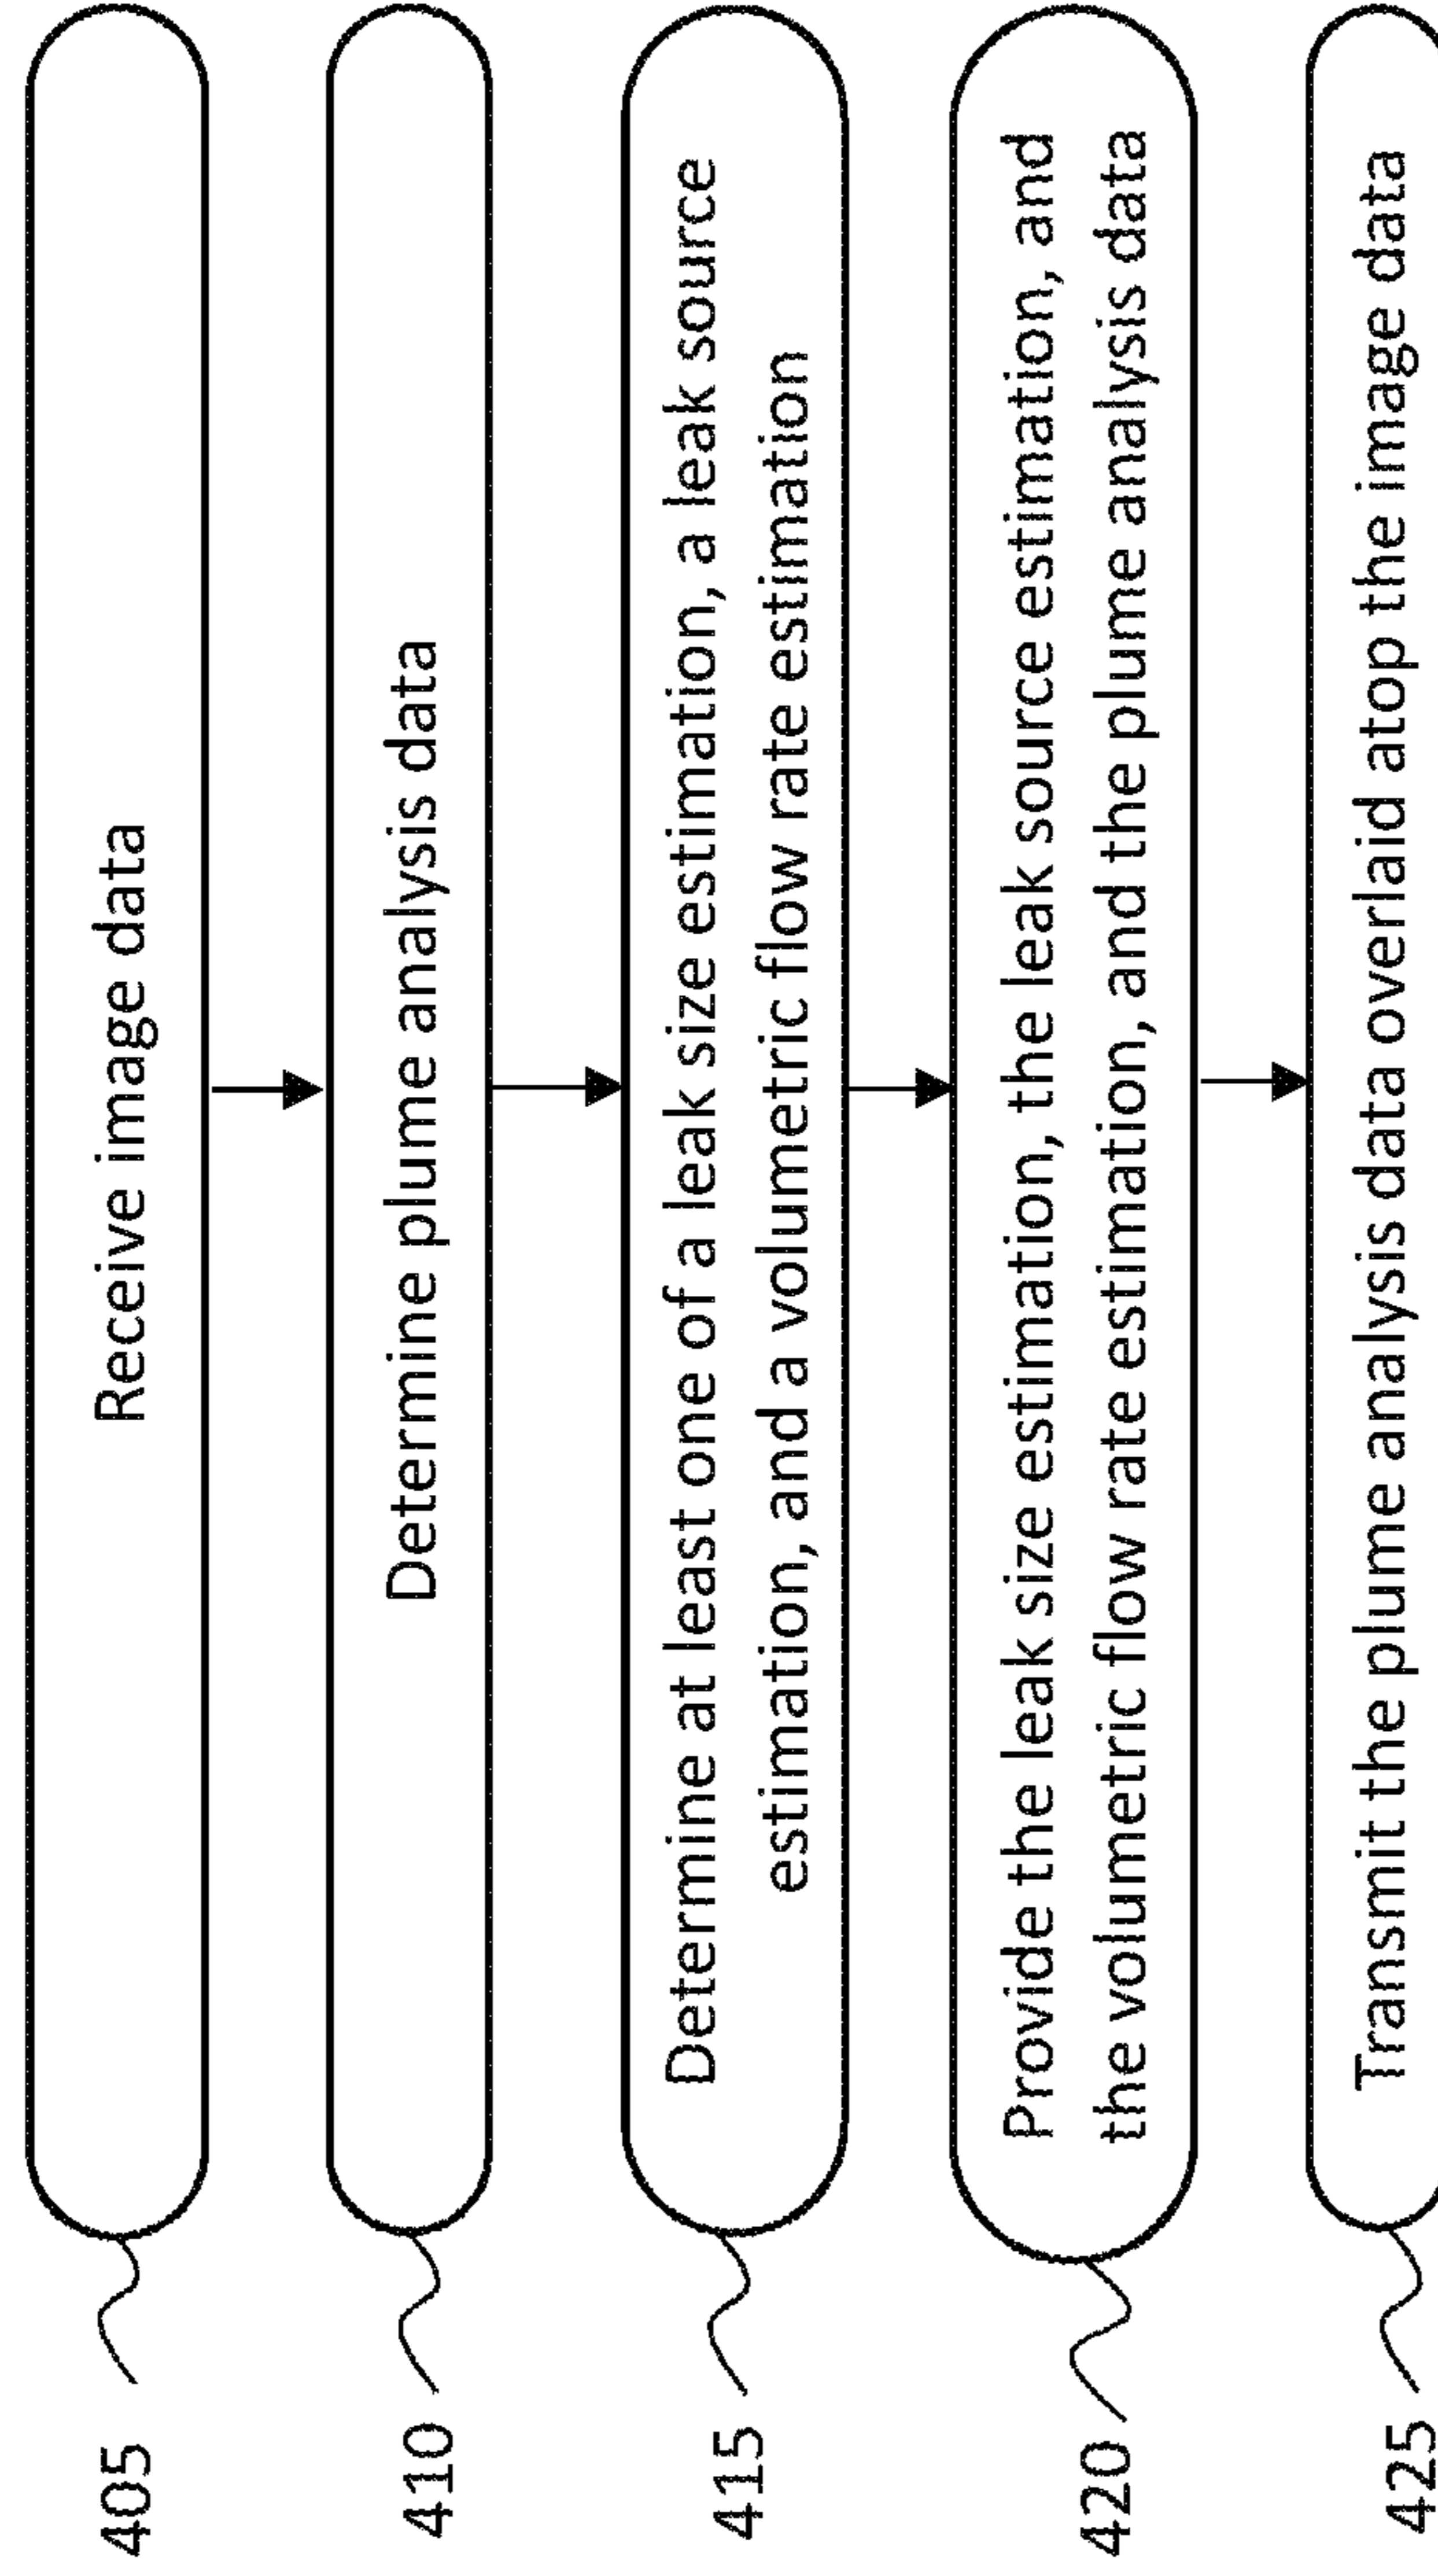 405
Receive image data
410
Determine plume analysis data
415
Determine at least one of a leak size estimation, a leak source
estimation, and a volumetric flow rate estimation
420
Provide the leak size estimation, the leak source estimation, and
the volumetric flow rate estimation, and the plume analysis data
425
Transmit the plume analysis data overlaid atop the image data